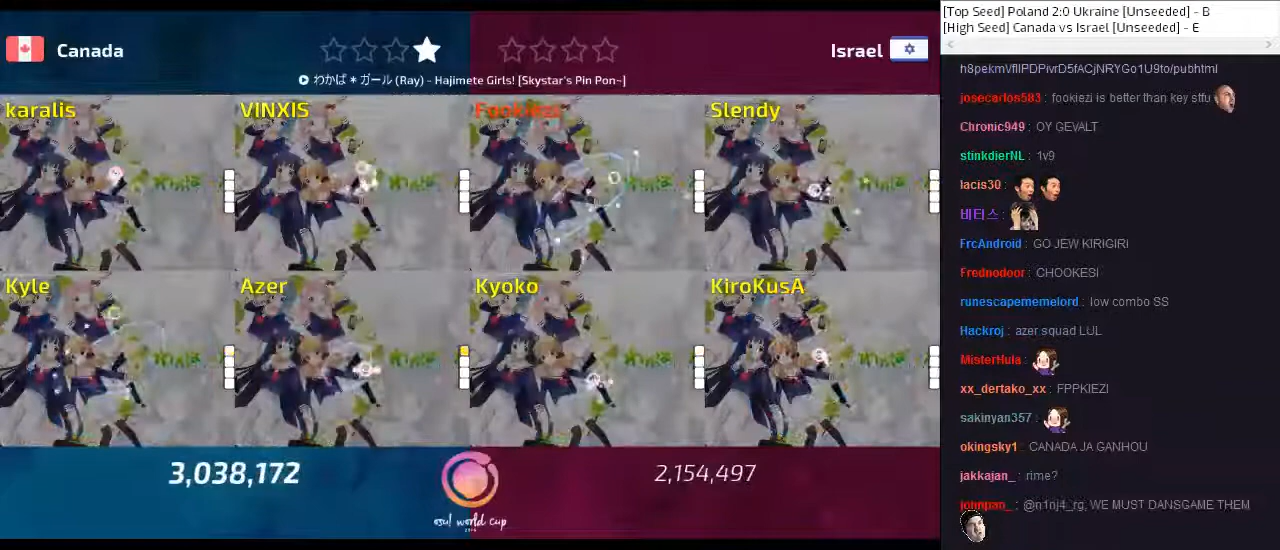 Canada
Israel
わかば＊ガール (Ray) - Hajimete Girls! [Skystar's Pin Pon~]
karalis
VINXIS
Fookiezi
Slendy
Kyle
Azer
Kyoko
KiroKusA
3,038,172
2,154,497
osu! world cup
[Top Seed] Poland 2:0 Ukraine [Unseeded] - B
[High Seed] Canada vs Israel [Unseeded] - E
josecarlos583 : fookiezi is better than key stfu
Chronic949 : OY GEVALT
stinkdierNL : 1v9
lacis30 :
비티스 :
FrcAndroid : GO JEW KIRIGIRI
Frednodoor : CHOOKESI
runescapememelord : low combo SS
Hackroj : azer squad LUL
MisterHula :
xx_dertako_xx : FPPKIEZI
sakinyan357 :
okingsky1 : CANADA JA GANHOU
jakkajan_ : rime?
johnpan_ : @n1nj4_rg, WE MUST DANSGAME THEM